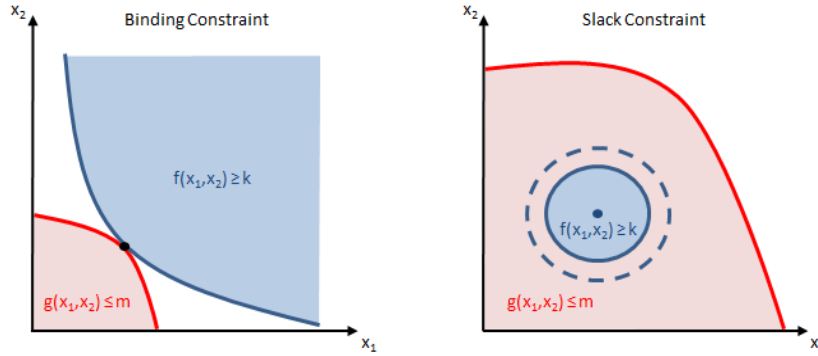 Binding Constraint
x₂
f(x₁,x₂) ≥ k
g(x₁,x₂) ≤ m
x₁
Slack Constraint
x₂
f(x₁,x₂) ≥ k
g(x₁,x₂) ≤ m
x